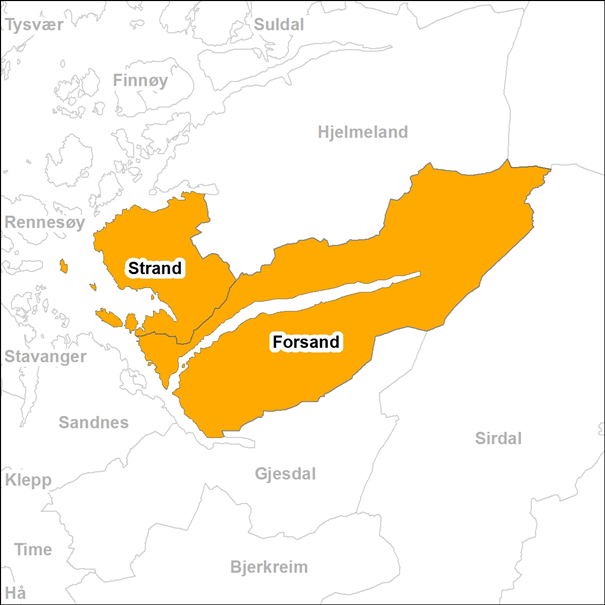 Tysvær
Suldal
Finnøy
Hjelmeland
Rennesøy
Strand
Forsand
Stavanger
Sandnes
Sirdal
Gjesdal
Klepp
Time
Bjerkreim
Hå